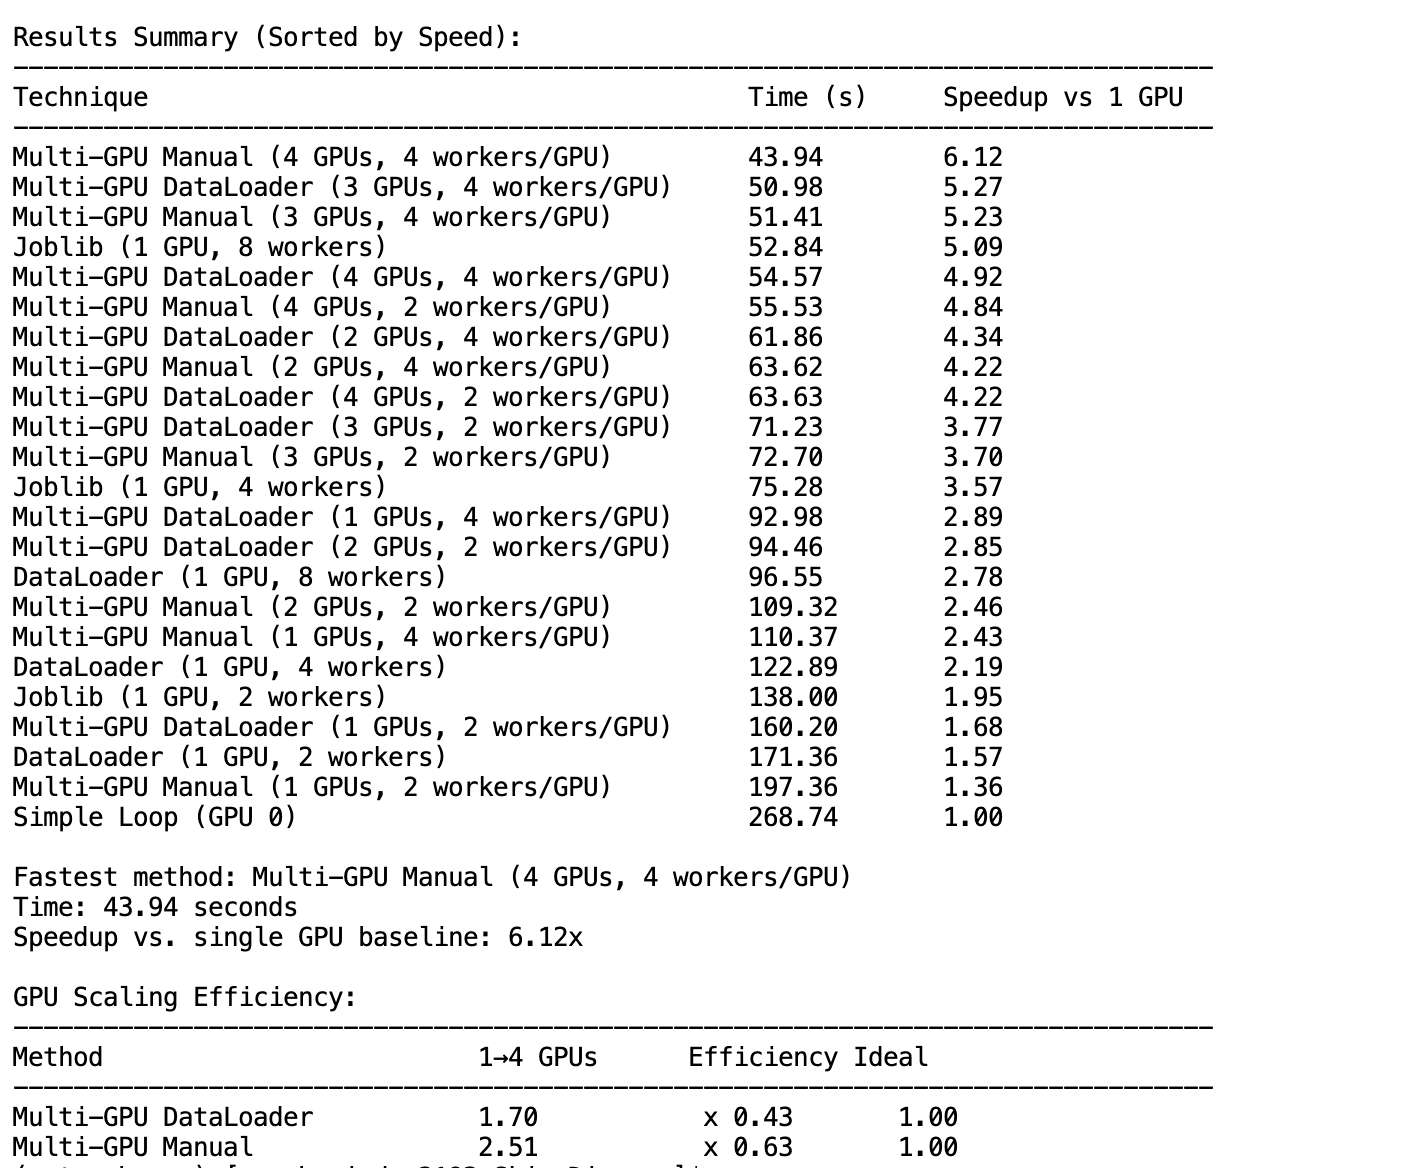 Results Summary (Sorted by Speed):
--------------------------------------------------------------------------------
Technique Time (s) Speedup vs 1 GPU
--------------------------------------------------------------------------------
Multi-GPU Manual (4 GPUs, 4 workers/GPU) 43.94 6.12
Multi-GPU DataLoader (3 GPUs, 4 workers/GPU) 50.98 5.27
Multi-GPU Manual (3 GPUs, 4 workers/GPU) 51.41 5.23
Joblib (1 GPU, 8 workers) 52.84 5.09
Multi-GPU DataLoader (4 GPUs, 4 workers/GPU) 54.57 4.92
Multi-GPU Manual (4 GPUs, 2 workers/GPU) 55.53 4.84
Multi-GPU DataLoader (2 GPUs, 4 workers/GPU) 61.86 4.34
Multi-GPU Manual (2 GPUs, 4 workers/GPU) 63.62 4.22
Multi-GPU DataLoader (4 GPUs, 2 workers/GPU) 63.63 4.22
Multi-GPU DataLoader (3 GPUs, 2 workers/GPU) 71.23 3.77
Multi-GPU Manual (3 GPUs, 2 workers/GPU) 72.70 3.70
Joblib (1 GPU, 4 workers) 75.28 3.57
Multi-GPU DataLoader (1 GPUs, 4 workers/GPU) 92.98 2.89
Multi-GPU DataLoader (2 GPUs, 2 workers/GPU) 94.46 2.85
DataLoader (1 GPU, 8 workers) 96.55 2.78
Multi-GPU Manual (2 GPUs, 2 workers/GPU) 109.32 2.46
Multi-GPU Manual (1 GPUs, 4 workers/GPU) 110.37 2.43
DataLoader (1 GPU, 4 workers) 122.89 2.19
Joblib (1 GPU, 2 workers) 138.00 1.95
Multi-GPU DataLoader (1 GPUs, 2 workers/GPU) 160.20 1.68
DataLoader (1 GPU, 2 workers) 171.36 1.57
Multi-GPU Manual (1 GPUs, 2 workers/GPU) 197.36 1.36
Simple Loop (GPU 0) 268.74 1.00
Fastest method: Multi-GPU Manual (4 GPUs, 4 workers/GPU)
Time: 43.94 seconds
Speedup vs. single GPU baseline: 6.12x
GPU Scaling Efficiency:
--------------------------------------------------------------------------------
Method 1→4 GPUs Efficiency Ideal
--------------------------------------------------------------------------------
Multi-GPU DataLoader 1.70 x 0.43 1.00
Multi-GPU Manual 2.51 x 0.63 1.00